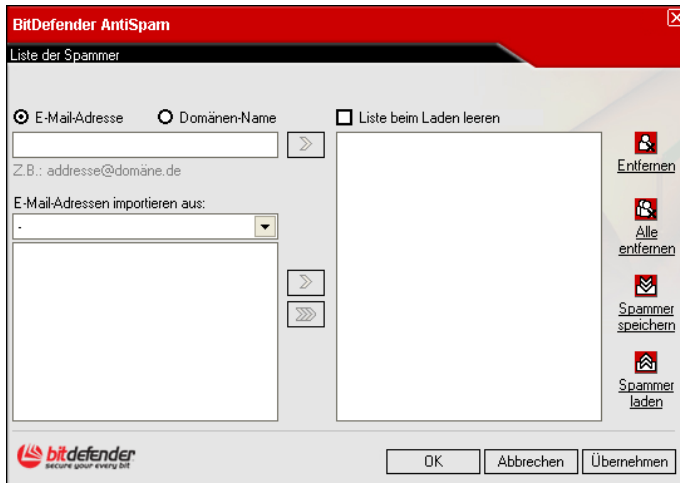 BitDefender AntiSpam
Liste der Spammer
E-Mail-Adresse
Domänen-Name
Z.B.: addresse@domäne.de
E-Mail-Adressen importieren aus:
-
Liste beim Laden leeren
Entfernen
Alle
entfernen
Spammer
speichern
Spammer
laden
bitdefender
secure your every bit
OK
Abbrechen
Übernehmen